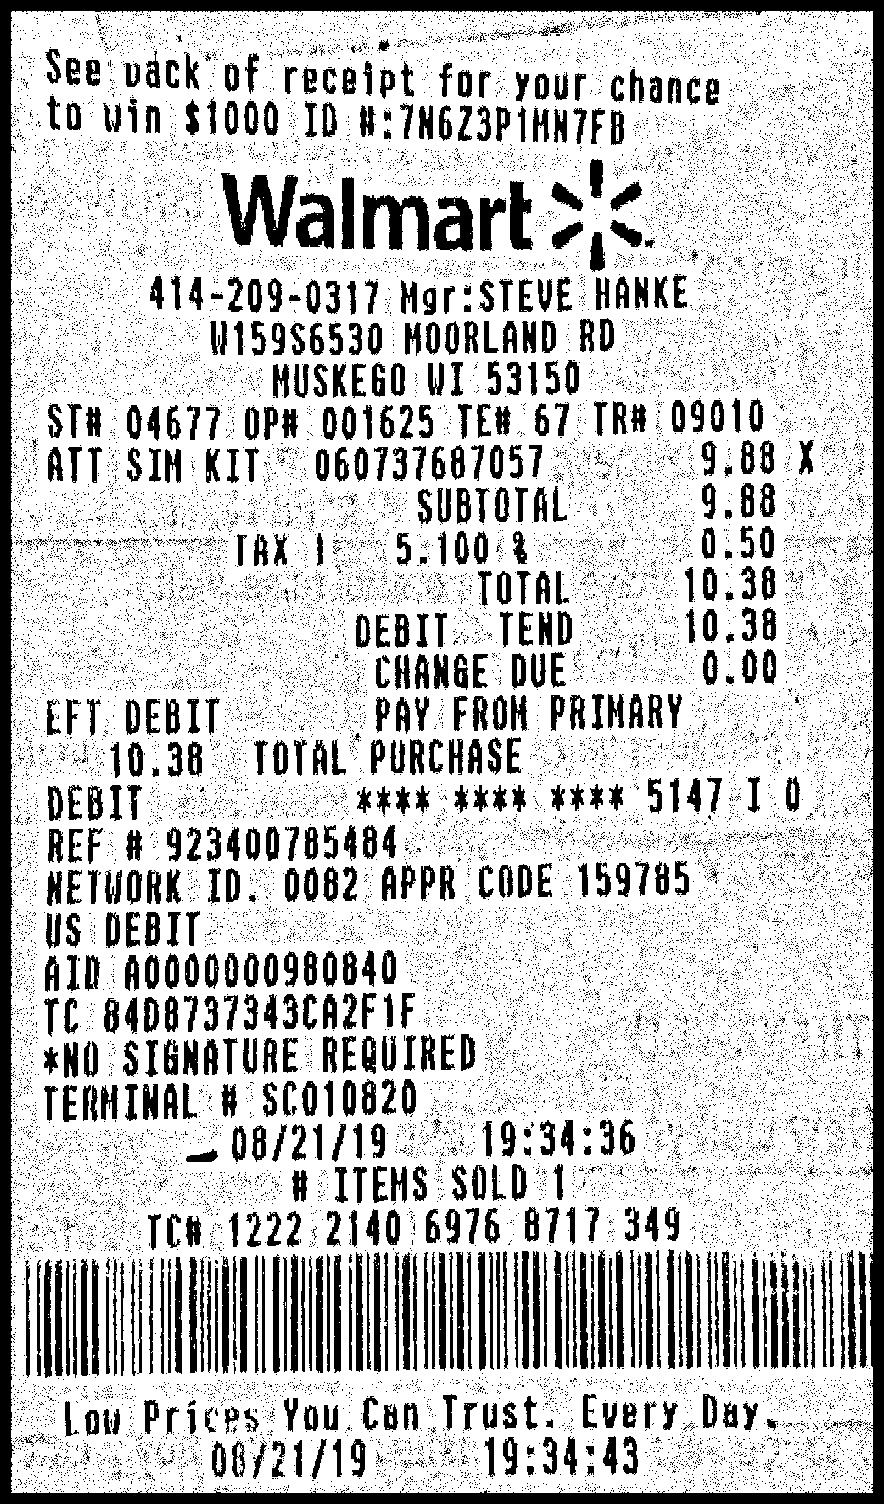 See back of receipt for your chance
to win $1000 ID #:7N6Z3P1MN7FB
Walmart
414-209-0317 Mgr:STEVE HANKE
W159S6530 MOORLAND RD
MUSKEGO WI 53150
ST# 04677 OP# 001625 TE# 67 TR# 09010
ATT SIM KIT 060737687057 9.88 X
SUBTOTAL 9.88
TAX 1 5.100 % 0.50
TOTAL 10.38
DEBIT TEND 10.38
CHANGE DUE 0.00
EFT DEBIT PAY FROM PRIMARY
10.38 TOTAL PURCHASE
DEBIT **** **** **** 5147 I 0
REF # 923400785484
NETWORK ID. 0082 APPR CODE 159785
US DEBIT
AID A0000000980840
TC 84D8737343CA2F1F
*NO SIGNATURE REQUIRED
TERMINAL # SC010820
08/21/19 19:34:36
# ITEMS SOLD 1
TC# 1222 2140 6976 8717 349
Low Prices You Can Trust. Every Day.
08/21/19 19:34:43